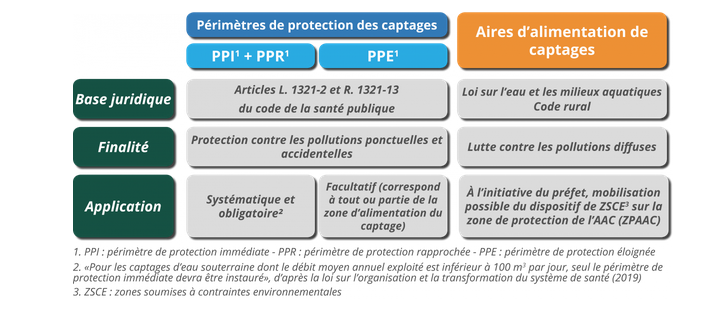 Périmètres de protection des captages
Aires d’alimentation de
captages
PPI¹ + PPR¹
PPE¹
Base juridique
Articles L. 1321-2 et R. 1321-13
du code de la santé publique
Loi sur l’eau et les milieux aquatiques
Code rural
Finalité
Protection contre les pollutions ponctuelles et
accidentelles
Lutte contre les pollutions diffuses
Application
Systématique et
obligatoire²
Facultatif (correspond
à tout ou partie de la
zone d’alimentation du
captage)
À l’initiative du préfet, mobilisation
possible du dispositif de ZSCE³ sur la
zone de protection de l’AAC (ZPAAC)
1. PPI : périmètre de protection immédiate - PPR : périmètre de protection rapprochée - PPE : périmètre de protection éloignée
2. «Pour les captages d’eau souterraine dont le débit moyen annuel exploité est inférieur à 100 m³ par jour, seul le périmètre de
protection immédiate devra être instauré», d’après la loi sur l’organisation et la transformation du système de santé (2019)
3. ZSCE : zones soumises à contraintes environnementales